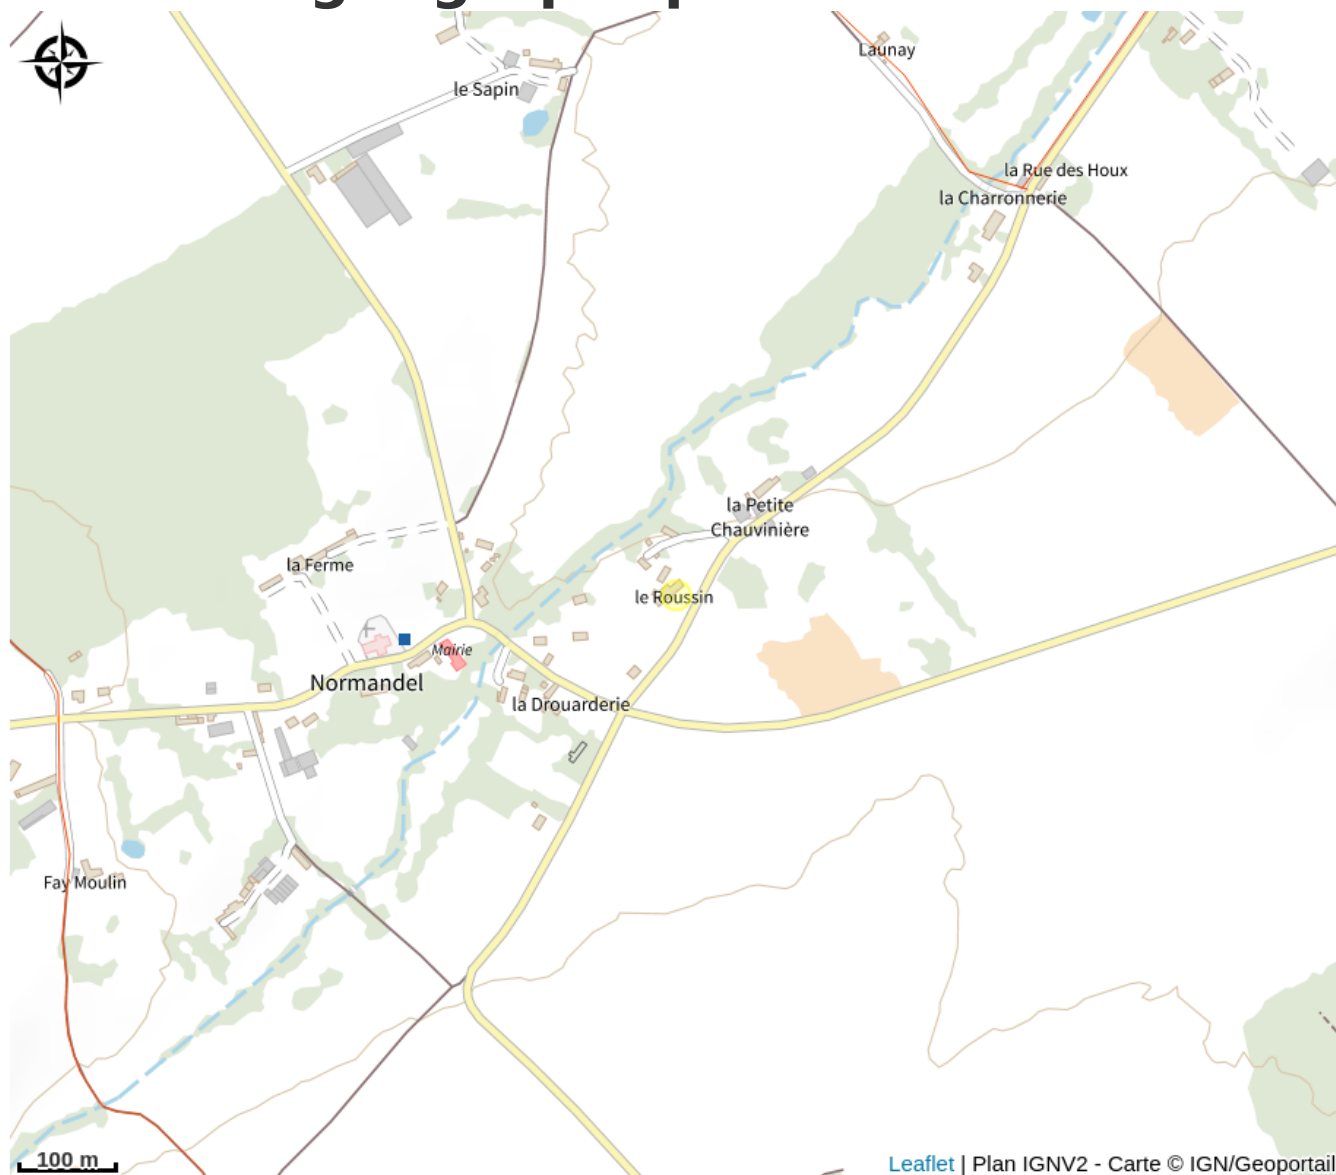 Launay
le Sapin
la Rue des Houx
la Charronnerie
la Petite
Chauvinière
la Ferme
le Roussin
Mairie
Normandel
la Drouarderie
Fay Moulin
100 m
Leaflet | Plan IGNV2 - Carte © IGN/Geoportail